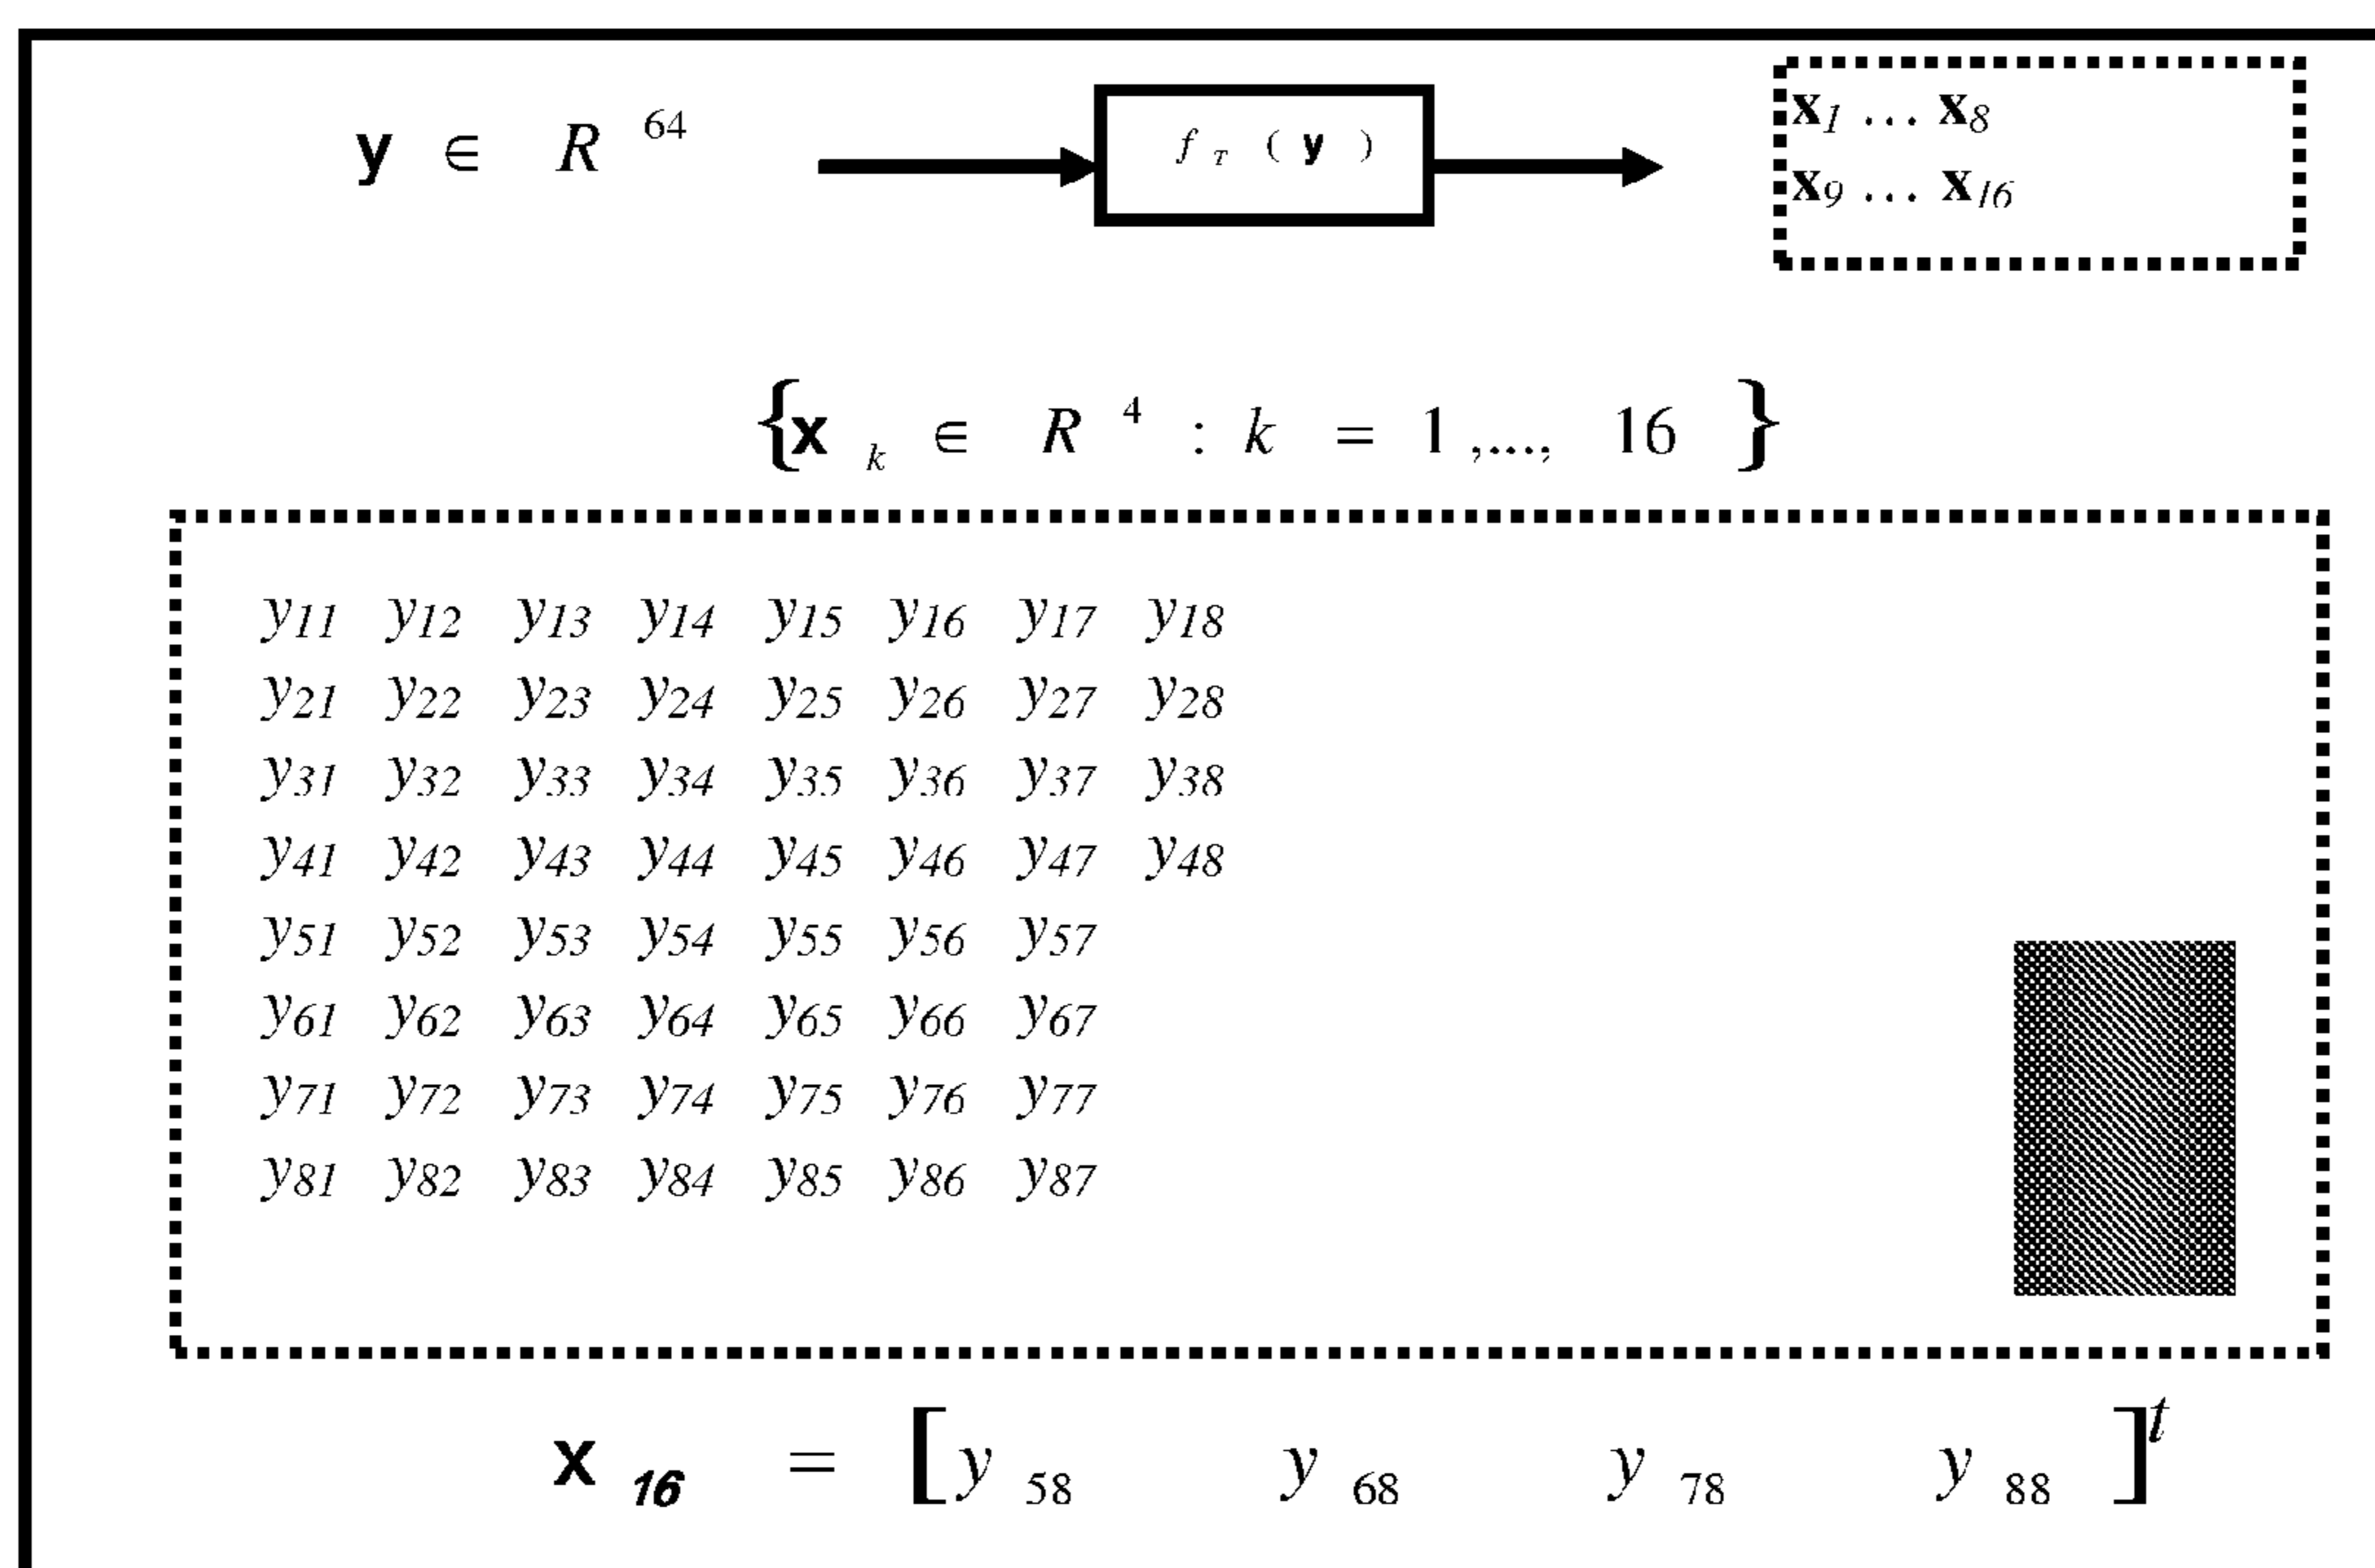 y ∈ R 64 f T ( y )
x1 … x8
x9 … x16
{x k ∈ R 4 : k = 1 ,..., 16 }
y11 y12 y13 y14 y15 y16 y17 y18
y21 y22 y23 y24 y25 y26 y27 y28
y31 y32 y33 y34 y35 y36 y37 y38
y41 y42 y43 y44 y45 y46 y47 y48
y51 y52 y53 y54 y55 y56 y57
y61 y62 y63 y64 y65 y66 y67
y71 y72 y73 y74 y75 y76 y77
y81 y82 y83 y84 y85 y86 y87
x 16 = [y 58 y 68 y 78 y 88 ]t